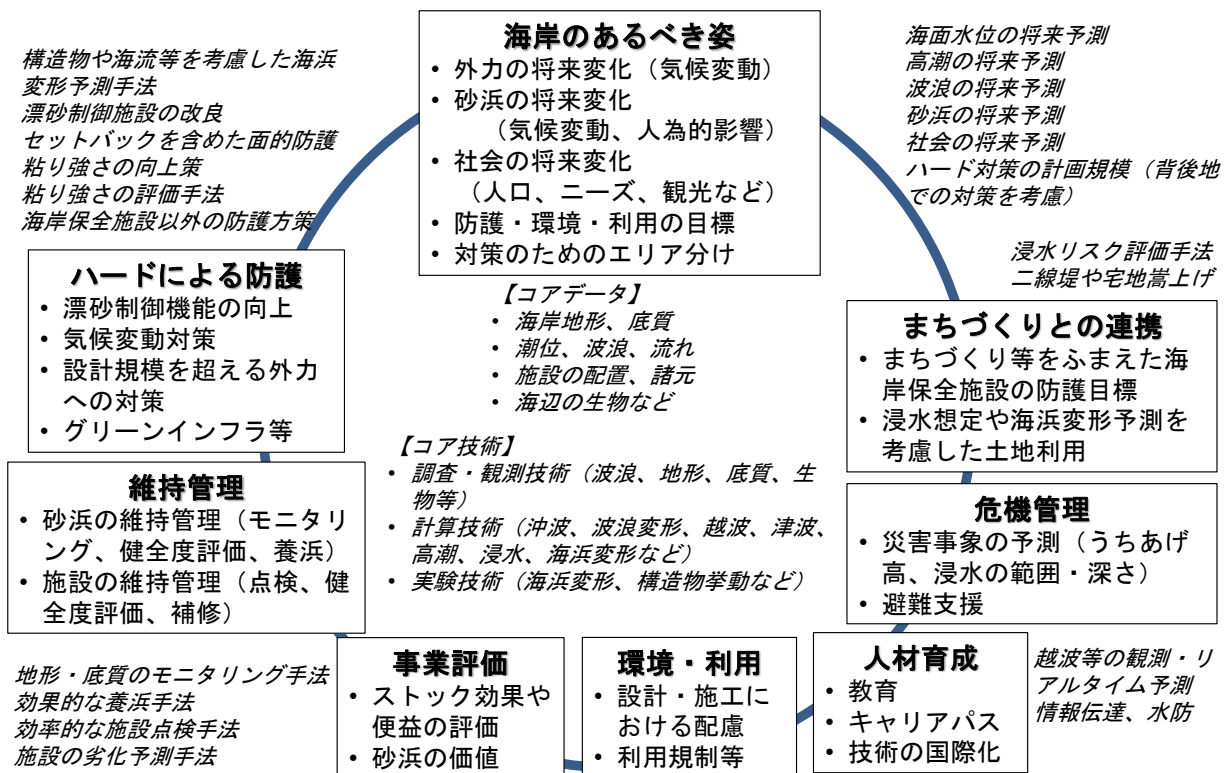 海岸のあるべき姿
• 外力の将来変化（気候変動）
• 砂浜の将来変化
（気候変動、人為的影響）
• 社会の将来変化
（人口、ニーズ、観光など）
• 防護・環境・利用の目標
• 対策のためのエリア分け
構造物や海流等を考慮した海浜
変形予測手法
漂砂制御施設の改良
セットバックを含めた面的防護
粘り強さの向上策
粘り強さの評価手法
海岸保全施設以外の防護方策
海面水位の将来予測
高潮の将来予測
波浪の将来予測
砂浜の将来予測
社会の将来予測
ハード対策の計画規模（背後地
での対策を考慮）
浸水リスク評価手法
二線堤や宅地嵩上げ
ハードによる防護
• 漂砂制御機能の向上
• 気候変動対策
• 設計規模を超える外力
への対策
• グリーンインフラ等
【コアデータ】
• 海岸地形、底質
• 潮位、波浪、流れ
• 施設の配置、諸元
• 海辺の生物など
まちづくりとの連携
• まちづくり等をふまえた海
岸保全施設の防護目標
• 浸水想定や海浜変形予測を
考慮した土地利用
【コア技術】
• 調査・観測技術（波浪、地形、底質、生
物等）
• 計算技術（沖波、波浪変形、越波、津波、
高潮、浸水、海浜変形など）
• 実験技術（海浜変形、構造物挙動など）
維持管理
• 砂浜の維持管理（モニタリ
ング、健全度評価、養浜）
• 施設の維持管理（点検、健
全度評価、補修）
危機管理
• 災害事象の予測（うちあげ
高、浸水の範囲・深さ）
• 避難支援
地形・底質のモニタリング手法
効果的な養浜手法
効率的な施設点検手法
施設の劣化予測手法
事業評価
• ストック効果や
便益の評価
• 砂浜の価値
環境・利用
• 設計・施工に
おける配慮
• 利用規制等
人材育成
• 教育
• キャリアパス
• 技術の国際化
越波等の観測・リ
アルタイム予測
情報伝達、水防